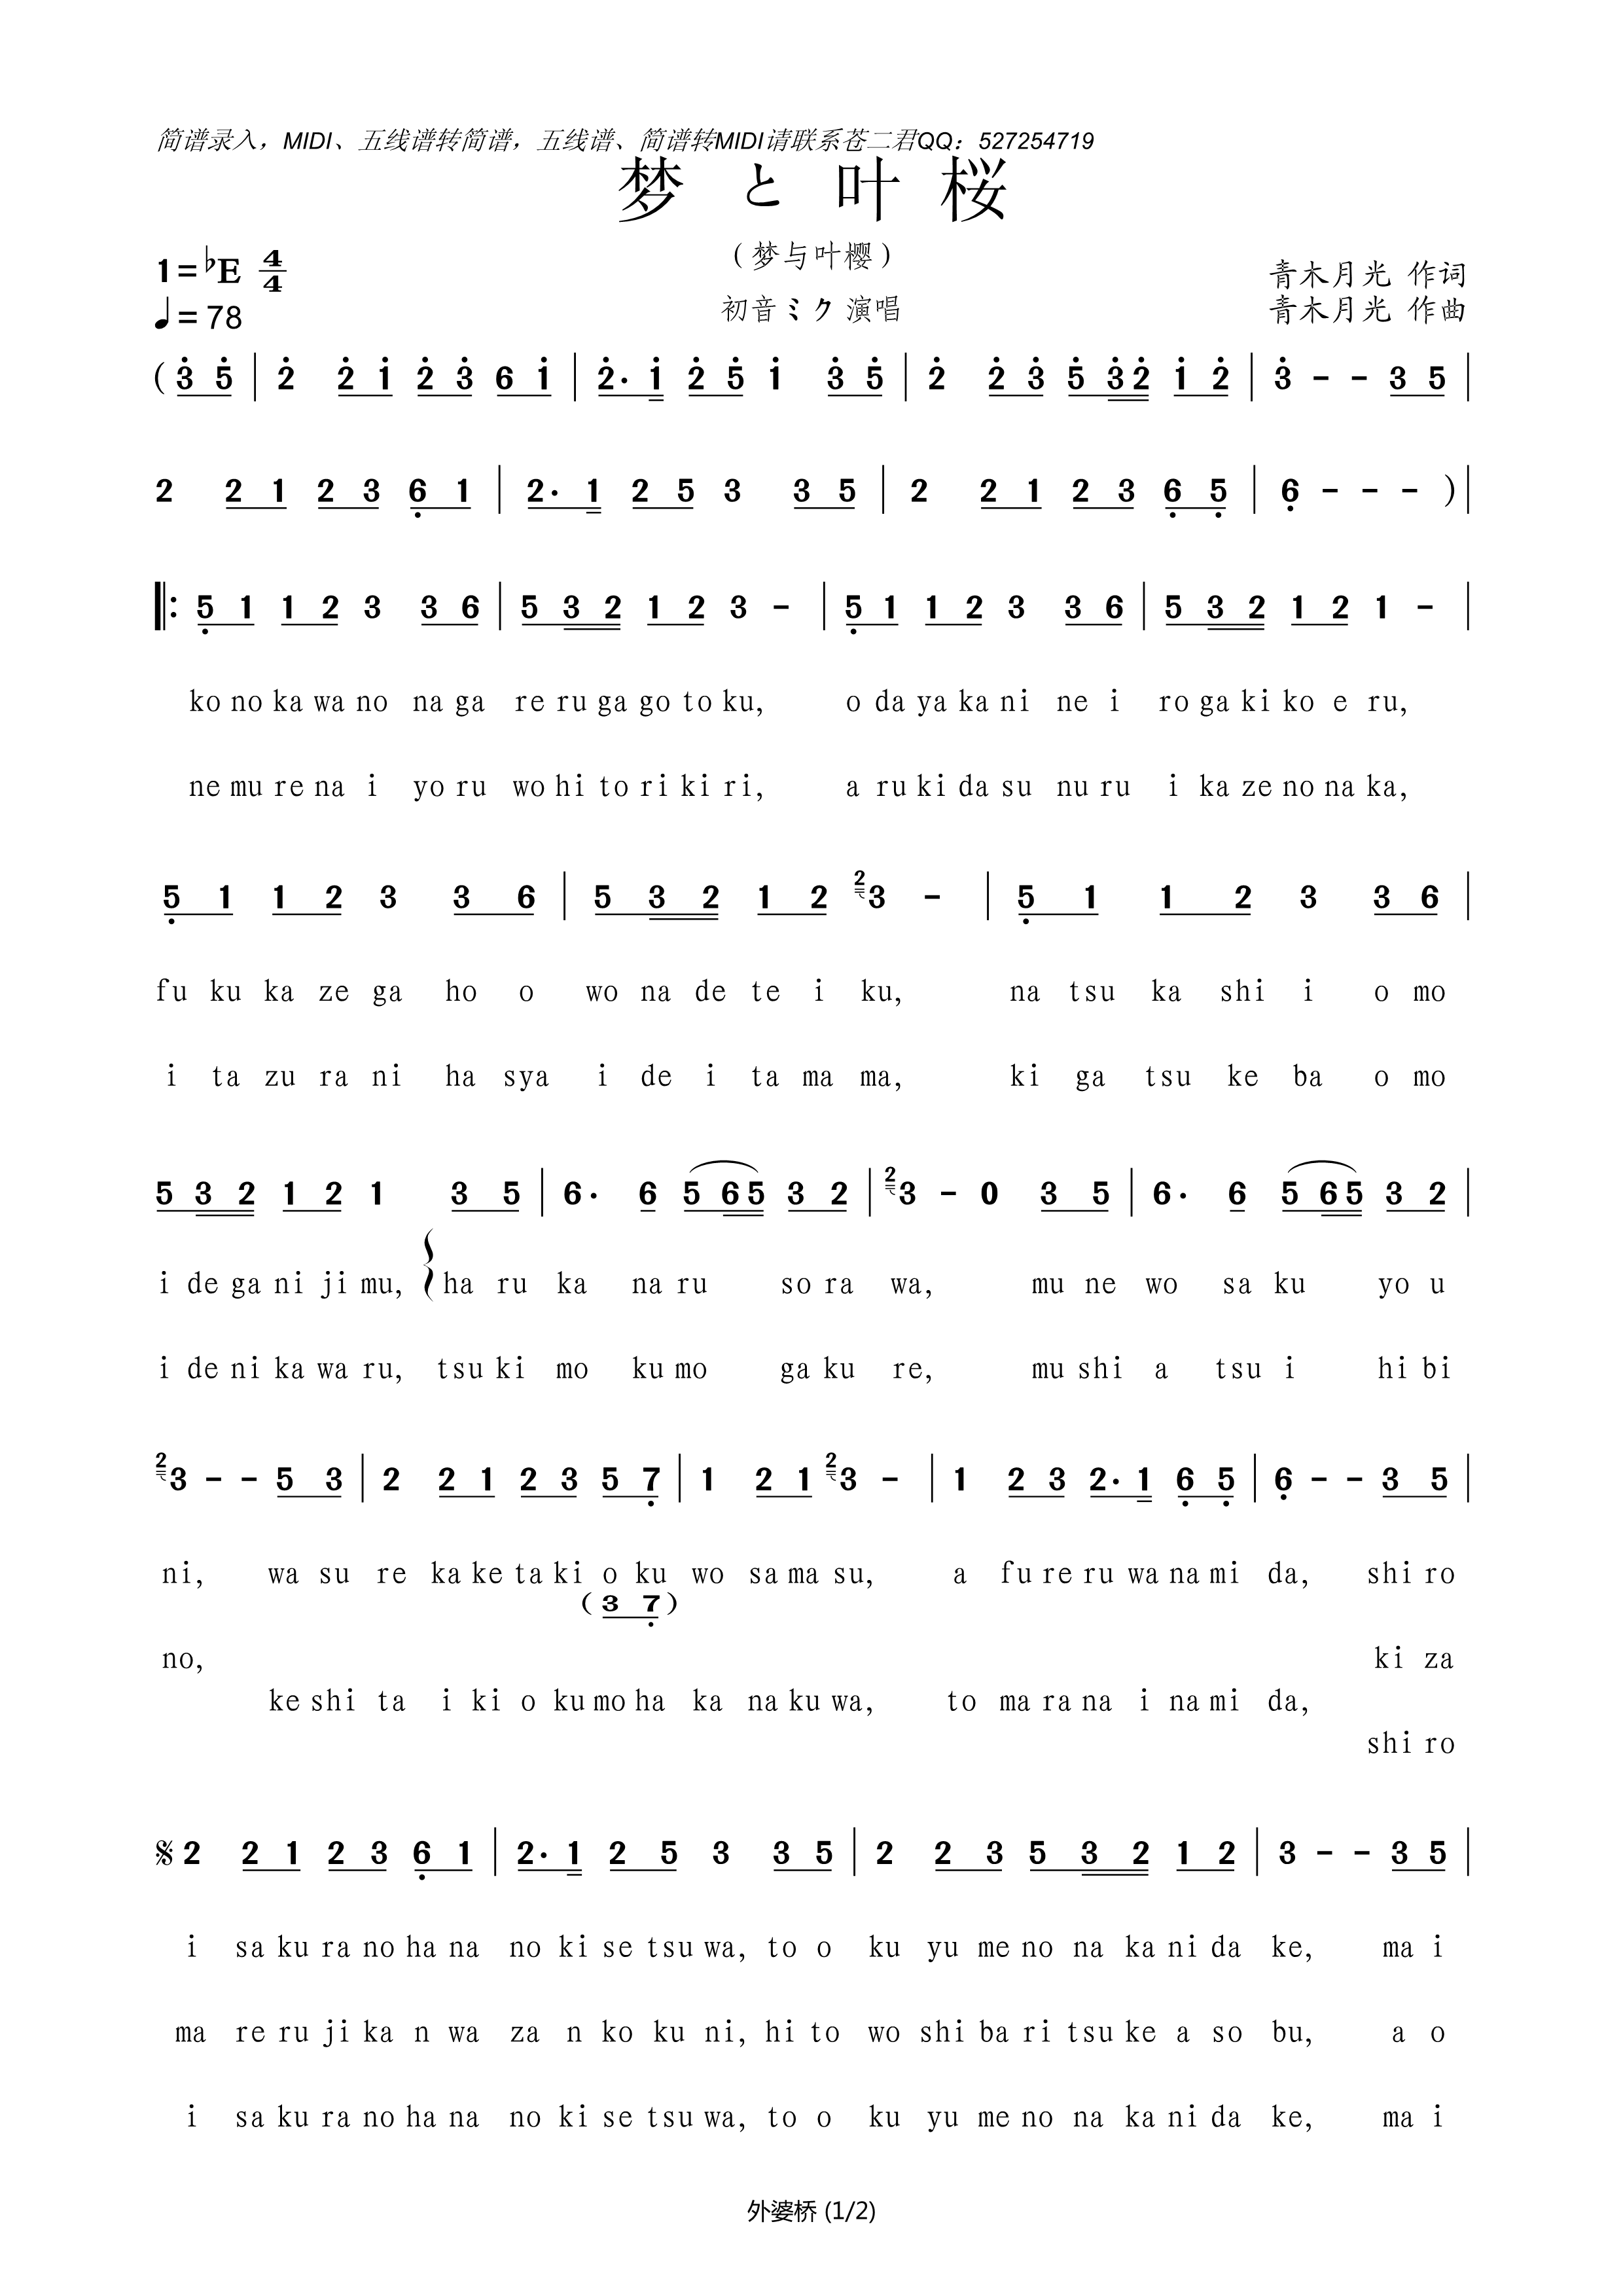 简谱录入，MIDI、五线谱转简谱，五线谱、简谱转MIDI请联系苍二君QQ：527254719
梦 と 叶 桜
（梦与叶樱）
1=♭E 4/4
♩=78
初音ミク 演唱
青木月光 作词
青木月光 作曲
( 3̇ 5̇ | 2̇ 2̇ 1̇ 2̇ 3̇ 6 1̇ | 2̇· 1̇ 2̇ 5̇ 1̇ 3̇ 5̇ | 2̇ 2̇ 3̇ 5̇ 3̇ 2̇ 1̇ 2̇ | 3̇ - - 3 5 |
2 2 1 2 3 6̣ 1 | 2· 1 2 5 3 3 5 | 2 2 1 2 3 6̣ 5̣ | 6̣ - - - ) |
‖: 5̣ 1 1 2 3 3 6 | 5 3 2 1 2 3 - | 5̣ 1 1 2 3 3 6 | 5 3 2 1 2 1 - |
ko no ka wa no na ga re ru ga go to ku, o da ya ka ni ne i ro ga ki ko e ru,
ne mu re na i yo ru wo hi to ri ki ri, a ru ki da su nu ru i ka ze no na ka,
5̣ 1 1 2 3 3 6 | 5 3 2 1 2 2 3 - | 5̣ 1 1 2 3 3 6 |
fu ku ka ze ga ho o wo na de te i ku, na tsu ka shi i o mo
i ta zu ra ni ha sya i de i ta ma ma, ki ga tsu ke ba o mo
5 3 2 1 2 1 3 5 | 6· 6 5 6 5 3 2 | 2 3 - 0 3 5 | 6· 6 5 6 5 3 2 |
i de ga ni ji mu, ha ru ka na ru so ra wa, mu ne wo sa ku yo u
i de ni ka wa ru, tsu ki mo ku mo ga ku re, mu shi a tsu i hi bi
2 3 - - 5 3 | 2 2 1 2 3 5 7̣ | 1 2 1 2 3 - | 1 2 3 2· 1 6̣ 5̣ | 6̣ - - 3 5 |
ni, wa su re ka ke ta ki o ku wo sa ma su, a fu re ru wa na mi da, shi ro
( 3 7̣ )
no, ki za
ke shi ta i ki o ku mo ha ka na ku wa, to ma ra na i na mi da,
shi ro
𝄋 2 2 1 2 3 6̣ 1 | 2· 1 2 5 3 3 5 | 2 2 3 5 3 2 1 2 | 3 - - 3 5 |
i sa ku ra no ha na no ki se tsu wa, to o ku yu me no na ka ni da ke, ma i
ma re ru ji ka n wa za n ko ku ni, hi to wo shi ba ri tsu ke a so bu, a o
i sa ku ra no ha na no ki se tsu wa, to o ku yu me no na ka ni da ke, ma i
外婆桥 (1/2)